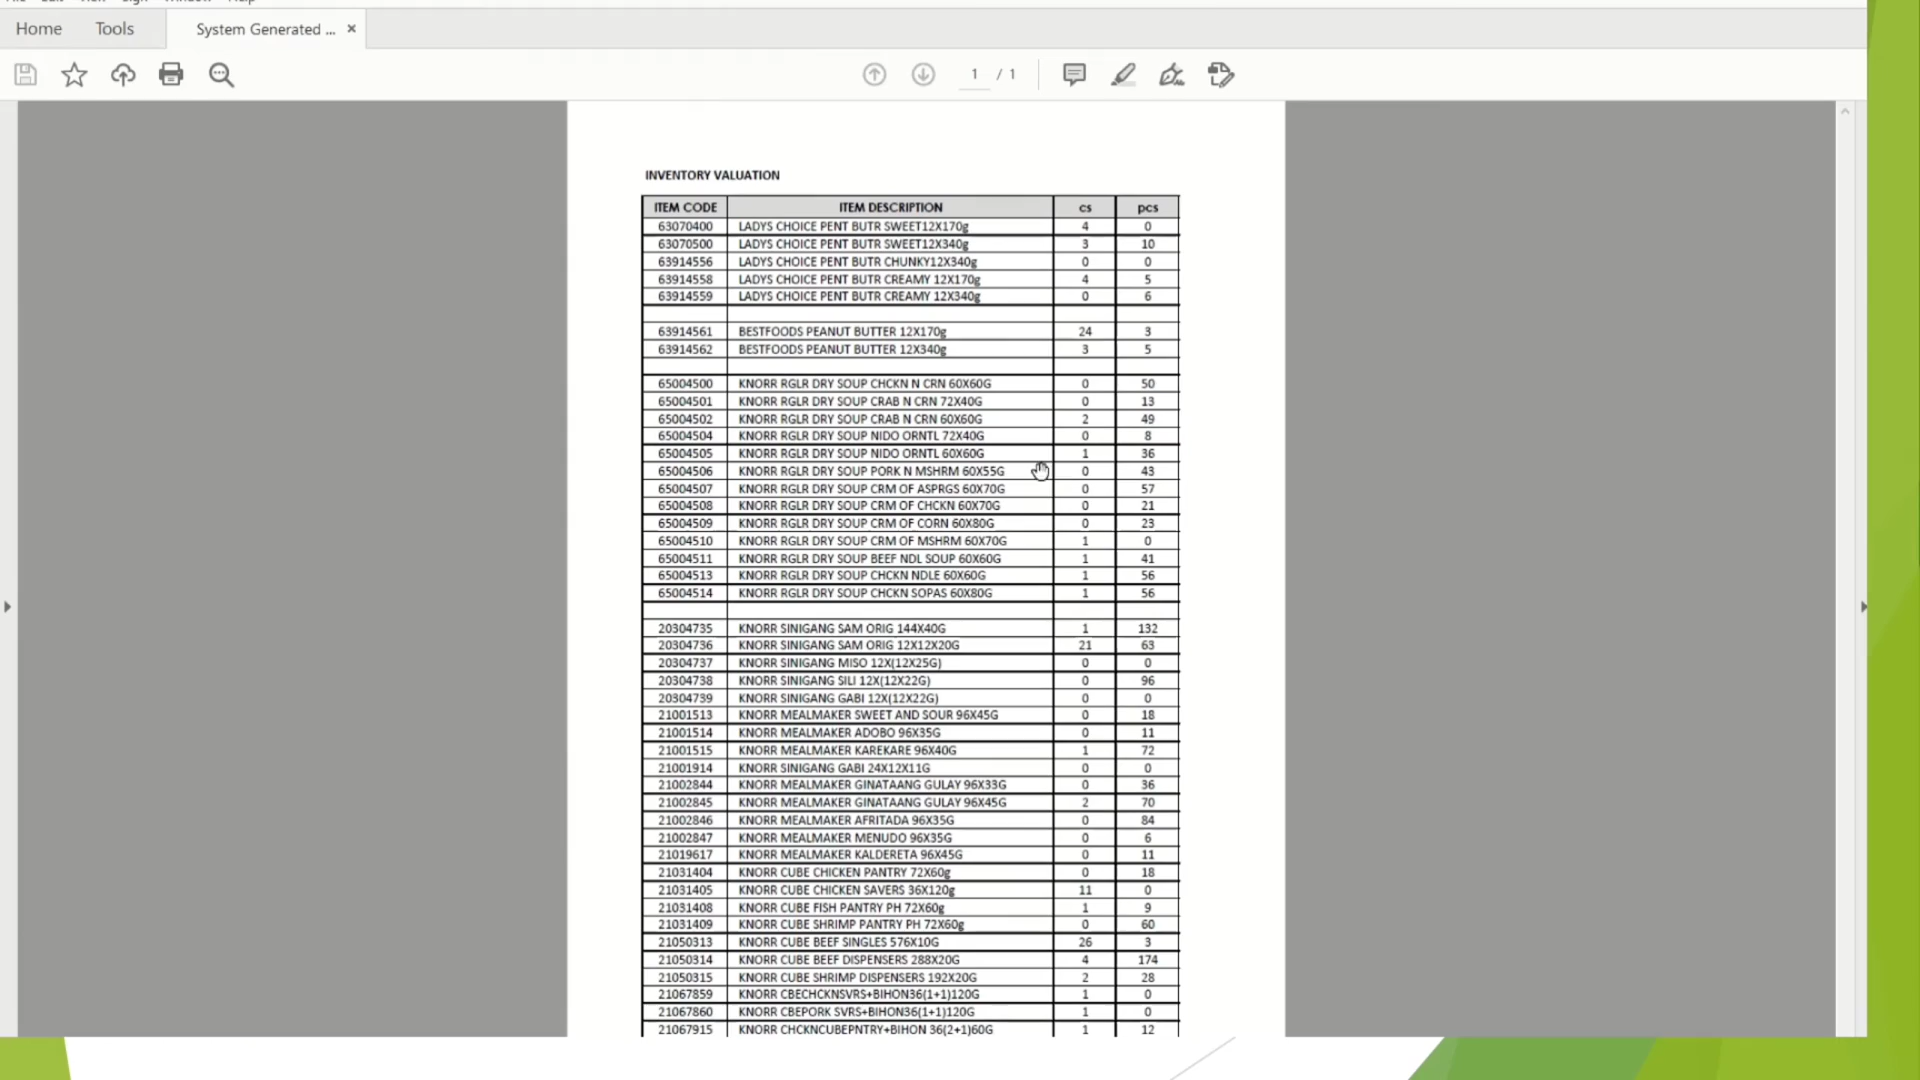 Home Tools System Generated ... ×
1 / 1
INVENTORY VALUATION
ITEM CODE ITEM DESCRIPTION cs pcs
63070400 LADYS CHOICE PENT BUTR SWEET12X170g 4 0
63070500 LADYS CHOICE PENT BUTR SWEET12X340g 3 10
63914556 LADYS CHOICE PENT BUTR CHUNKY12X340g 0 0
63914558 LADYS CHOICE PENT BUTR CREAMY 12X170g 4 5
63914559 LADYS CHOICE PENT BUTR CREAMY 12X340g 0 6
63914561 BESTFOODS PEANUT BUTTER 12X170g 24 3
63914562 BESTFOODS PEANUT BUTTER 12X340g 3 5
65004500 KNORR RGLR DRY SOUP CHCKN N CRN 60X60G 0 50
65004501 KNORR RGLR DRY SOUP CRAB N CRN 72X40G 0 13
65004502 KNORR RGLR DRY SOUP CRAB N CRN 60X60G 2 49
65004504 KNORR RGLR DRY SOUP NIDO ORNTL 72X40G 0 8
65004505 KNORR RGLR DRY SOUP NIDO ORNTL 60X60G 1 36
65004506 KNORR RGLR DRY SOUP PORK N MSHRM 60X55G 0 43
65004507 KNORR RGLR DRY SOUP CRM OF ASPRGS 60X70G 0 57
65004508 KNORR RGLR DRY SOUP CRM OF CHCKN 60X70G 0 21
65004509 KNORR RGLR DRY SOUP CRM OF CORN 60X80G 0 23
65004510 KNORR RGLR DRY SOUP CRM OF MSHRM 60X70G 1 0
65004511 KNORR RGLR DRY SOUP BEEF NDL SOUP 60X60G 1 41
65004513 KNORR RGLR DRY SOUP CHCKN NDLE 60X60G 1 56
65004514 KNORR RGLR DRY SOUP CHCKN SOPAS 60X80G 1 56
20304735 KNORR SINIGANG SAM ORIG 144X40G 1 132
20304736 KNORR SINIGANG SAM ORIG 12X12X20G 21 63
20304737 KNORR SINIGANG MISO 12X(12X25G) 0 0
20304738 KNORR SINIGANG SILI 12X(12X22G) 0 96
20304739 KNORR SINIGANG GABI 12X(12X22G) 0 0
21001513 KNORR MEALMAKER SWEET AND SOUR 96X45G 0 18
21001514 KNORR MEALMAKER ADOBO 96X35G 0 11
21001515 KNORR MEALMAKER KAREKARE 96X40G 1 72
21001914 KNORR SINIGANG GABI 24X12X11G 0 0
21002844 KNORR MEALMAKER GINATAANG GULAY 96X33G 0 36
21002845 KNORR MEALMAKER GINATAANG GULAY 96X45G 2 70
21002846 KNORR MEALMAKER AFRITADA 96X35G 0 84
21002847 KNORR MEALMAKER MENUDO 96X35G 0 6
21019617 KNORR MEALMAKER KALDERETA 96X45G 0 11
21031404 KNORR CUBE CHICKEN PANTRY 72X60g 0 18
21031405 KNORR CUBE CHICKEN SAVERS 36X120g 11 0
21031408 KNORR CUBE FISH PANTRY PH 72X60g 1 9
21031409 KNORR CUBE SHRIMP PANTRY PH 72X60g 0 60
21050313 KNORR CUBE BEEF SINGLES 576X10G 26 3
21050314 KNORR CUBE BEEF DISPENSERS 288X20G 4 174
21050315 KNORR CUBE SHRIMP DISPENSERS 192X20G 2 28
21067859 KNORR CBECHCKNSVRS+BIHON36(1+1)120G 1 0
21067860 KNORR CBEPORK SVRS+BIHON36(1+1)120G 1 0
21067915 KNORR CHCKNCUBEPNTRY+BIHON 36(2+1)60G 1 12